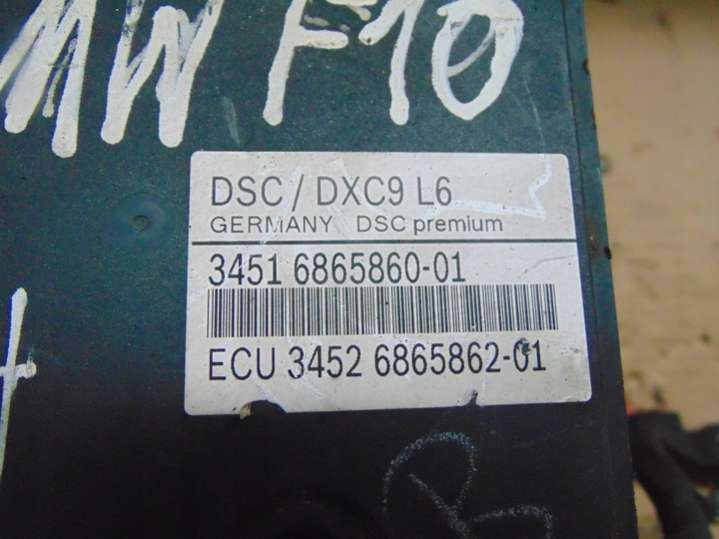 MW F10
DSC / DXC9 L6
GERMANY DSC premium
3451 6865860-01
ECU 3452 6865862-01
B